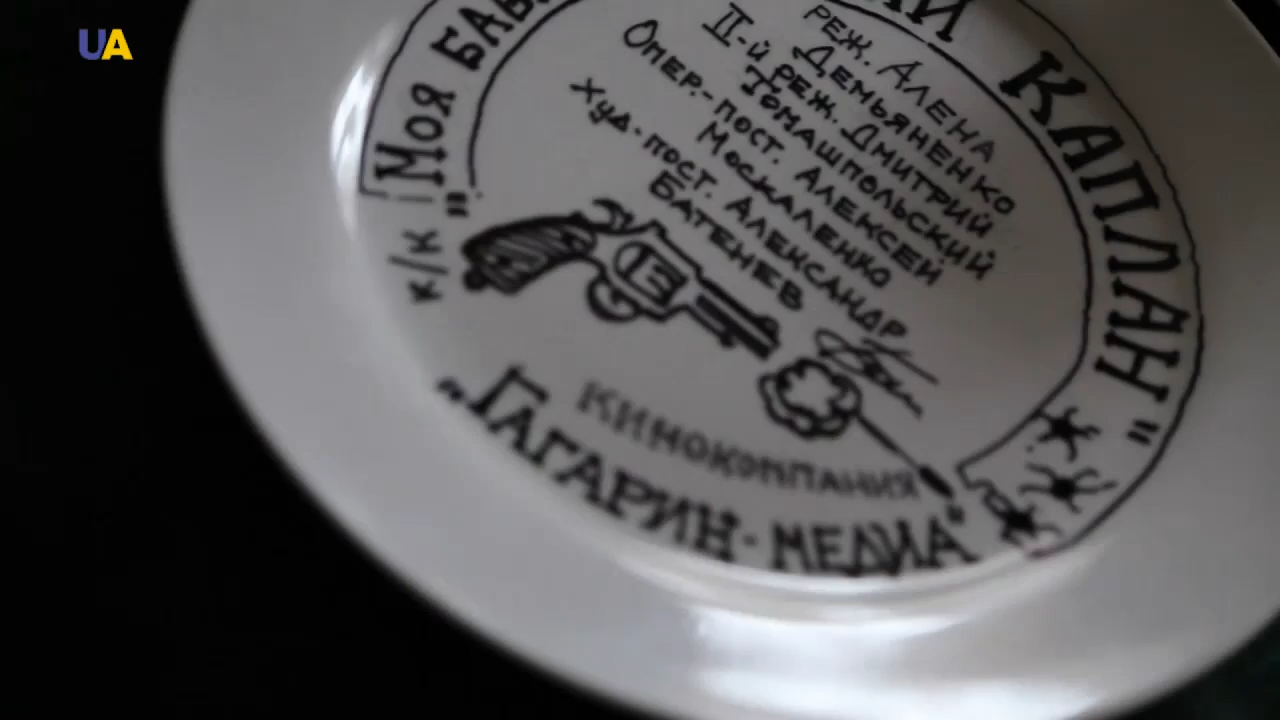 UA
к/к "Моя БАБ
КАПЛАН"
РЕЖ. АЛЕНА
ДЕМЬЯНЕНКО
II-й РЕЖ. ДМИТРИЙ
ТОМАШПОЛЬСКИЙ
ОПЕР.-ПОСТ. АЛЕКСЕЙ
МОСКАЛЕНКО
ХУД-ПОСТ. АЛЕКСАНДР
БАТЕНЕВ
КИНОКОМПАНИЯ
"ГАГАРИН-МЕДИА"